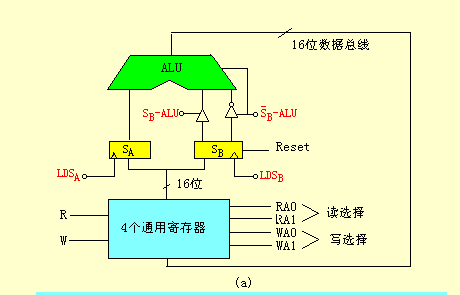 16位数据总线
ALU
SB-ALU
S̅B-ALU
SA
SB
Reset
LDSA
LDSB
16位
R
W
4个通用寄存器
RA0
RA1
读选择
WA0
WA1
写选择
(a)